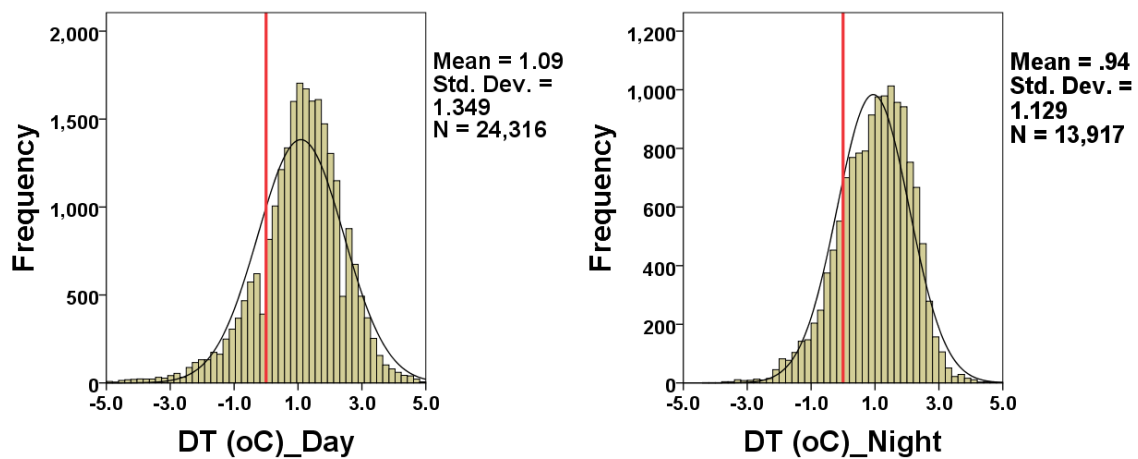 2,000
1,500
1,000
500
0
Frequency
-5.0 -3.0 -1.0 1.0 3.0 5.0
DT (oC)_Day
Mean = 1.09
Std. Dev. =
1.349
N = 24,316
1,200
1,000
800
600
400
200
0
Frequency
-5.0 -3.0 -1.0 1.0 3.0 5.0
DT (oC)_Night
Mean = .94
Std. Dev. =
1.129
N = 13,917